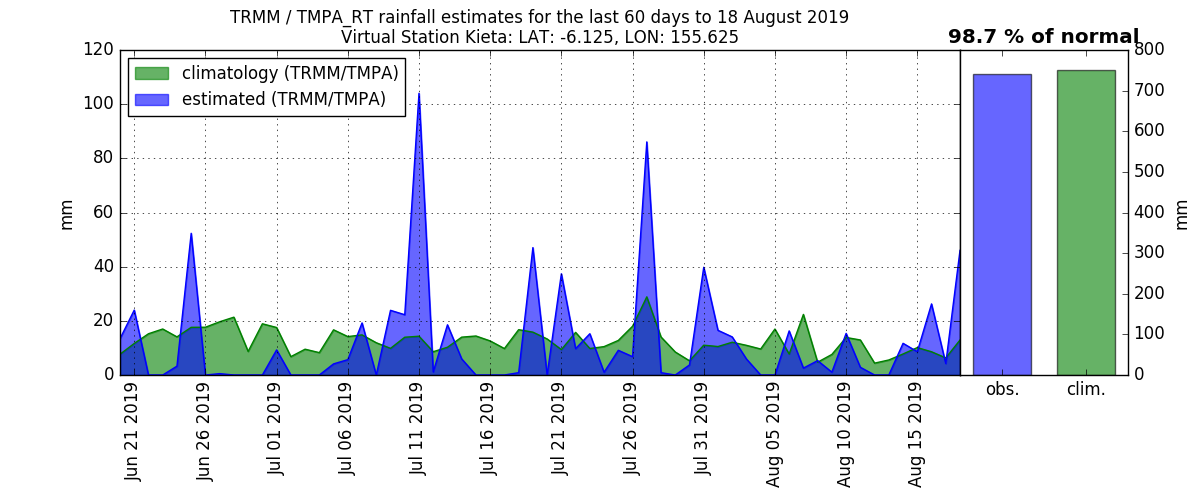 TRMM / TMPA_RT rainfall estimates for the last 60 days to 18 August 2019
Virtual Station Kieta: LAT: -6.125, LON: 155.625
98.7 % of normal
climatology (TRMM/TMPA)
estimated (TRMM/TMPA)
120
100
80
60
40
20
0
mm
Jun 21 2019
Jun 26 2019
Jul 01 2019
Jul 06 2019
Jul 11 2019
Jul 16 2019
Jul 21 2019
Jul 26 2019
Jul 31 2019
Aug 05 2019
Aug 10 2019
Aug 15 2019
800
700
600
500
400
300
200
100
0
mm
obs.
clim.